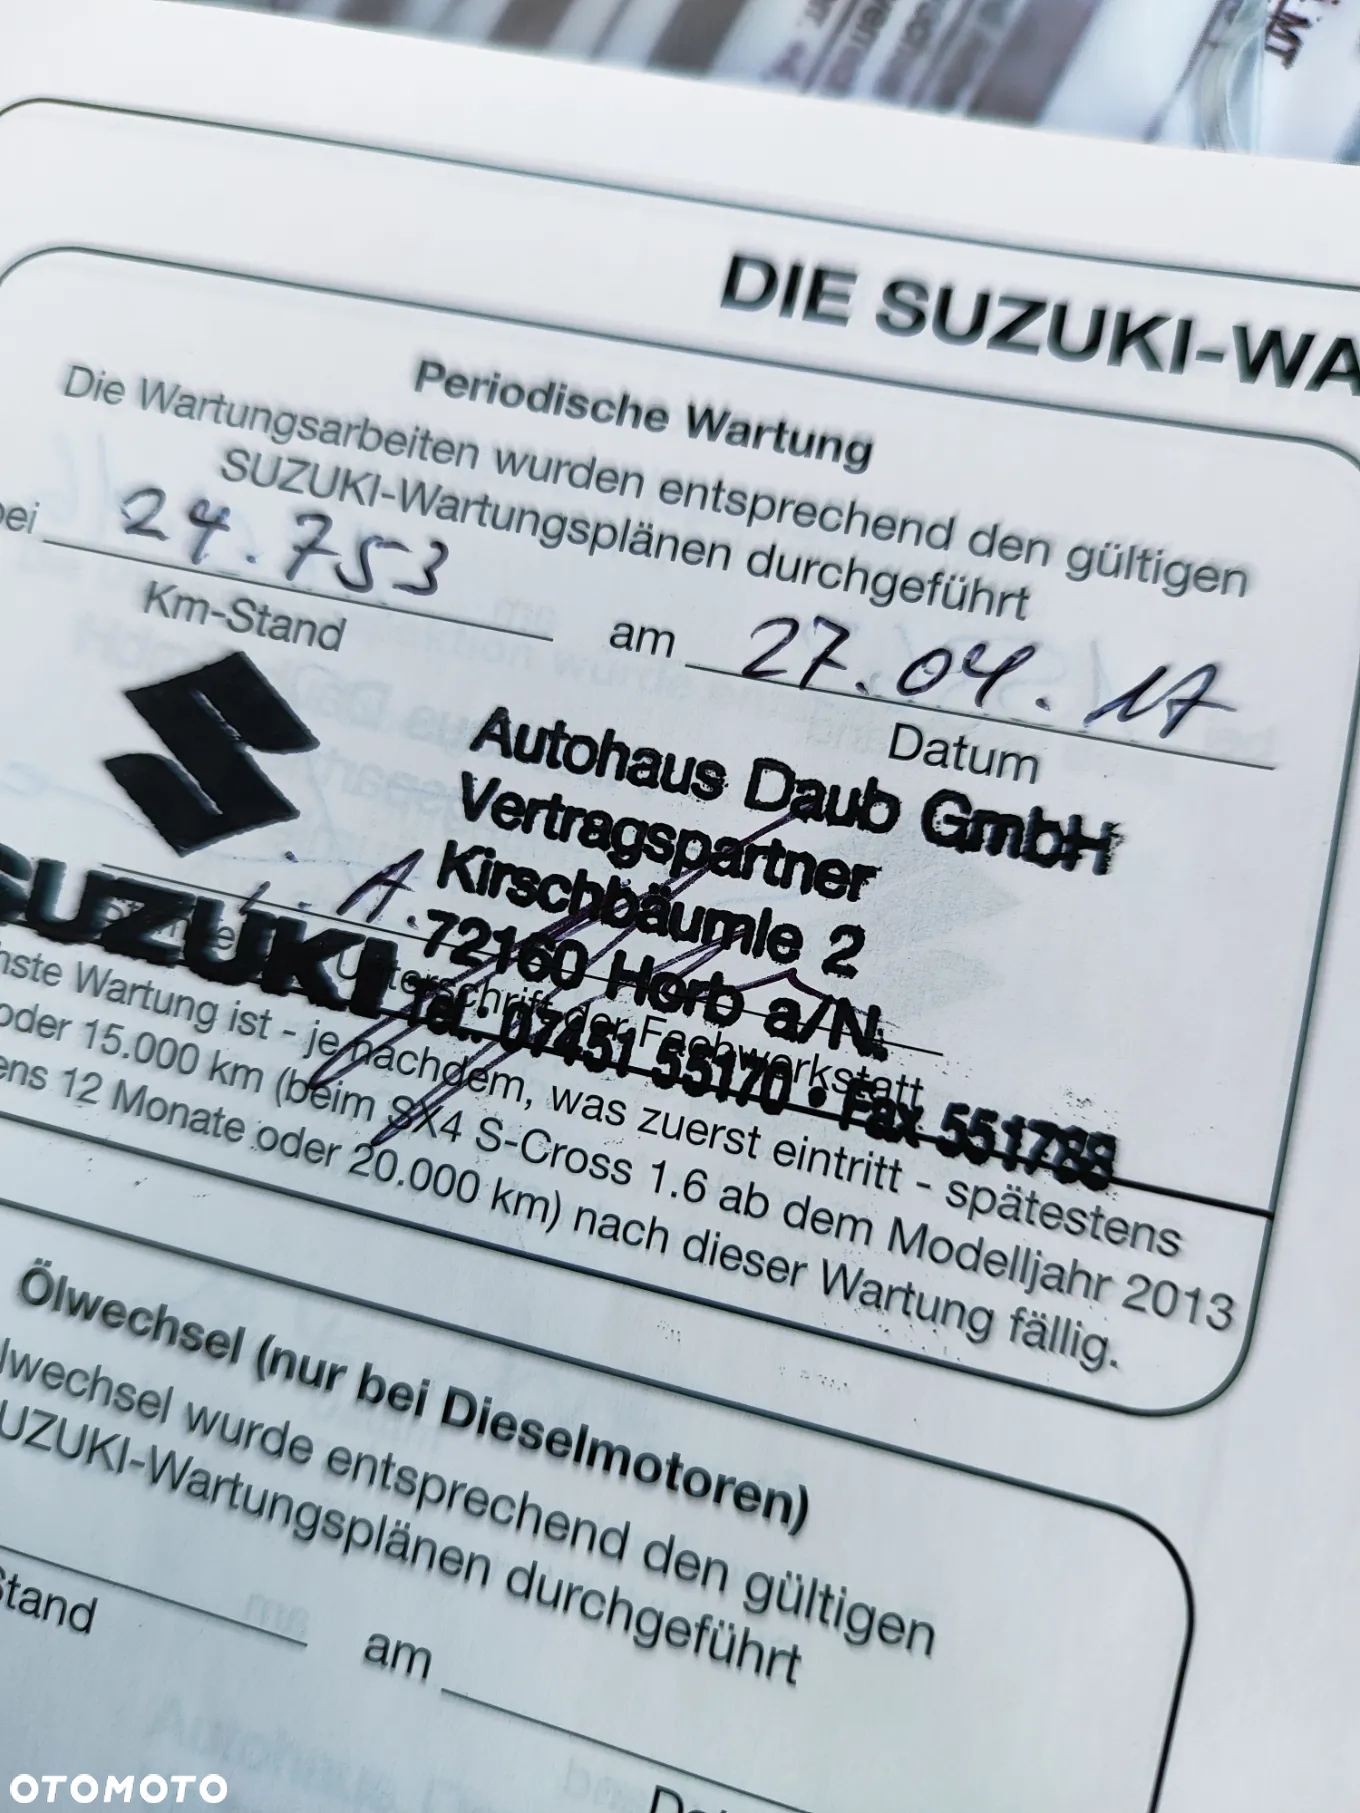 DIE SUZUKI-WA
Periodische Wartung
Die Wartungsarbeiten wurden entsprechend den gültigen
SUZUKI-Wartungsplänen durchgeführt
bei 24.753 am 27.04.17
Km-Stand Datum
Autohaus Daub GmbH
Vertragspartner
Kirschbäumle 2
i. A. 72160 Horb a/N.
SUZUKI Tel. 07451 55170 • Fax 551788
Unterschrift der Fachwerkstatt
hste Wartung ist - je nachdem, was zuerst eintritt - spätestens
oder 15.000 km (beim SX4 S-Cross 1.6 ab dem Modelljahr 2013
ens 12 Monate oder 20.000 km) nach dieser Wartung fällig.
Ölwechsel (nur bei Dieselmotoren)
lwechsel wurde entsprechend den gültigen
UZUKI-Wartungsplänen durchgeführt
am
Stand
OTOMOTO